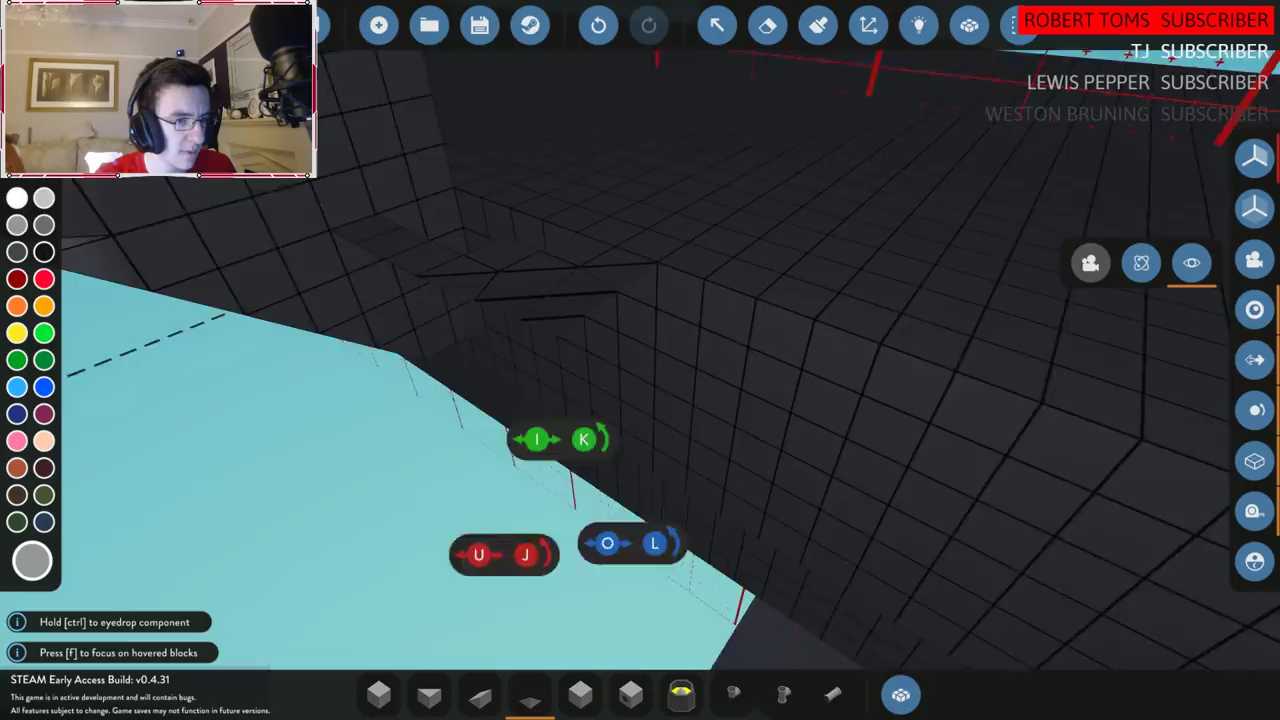 ROBERT TOMS SUBSCRIBER
TJ SUBSCRIBER
LEWIS PEPPER SUBSCRIBER
WESTON BRUNING SUBSCRIBER
I K
U J
O L
Hold [ctrl] to eyedrop component
Press [f] to focus on hovered blocks
STEAM Early Access Build: v0.4.31
This game is in active development and will contain bugs.
All features subject to change. Game saves may not function in future versions.